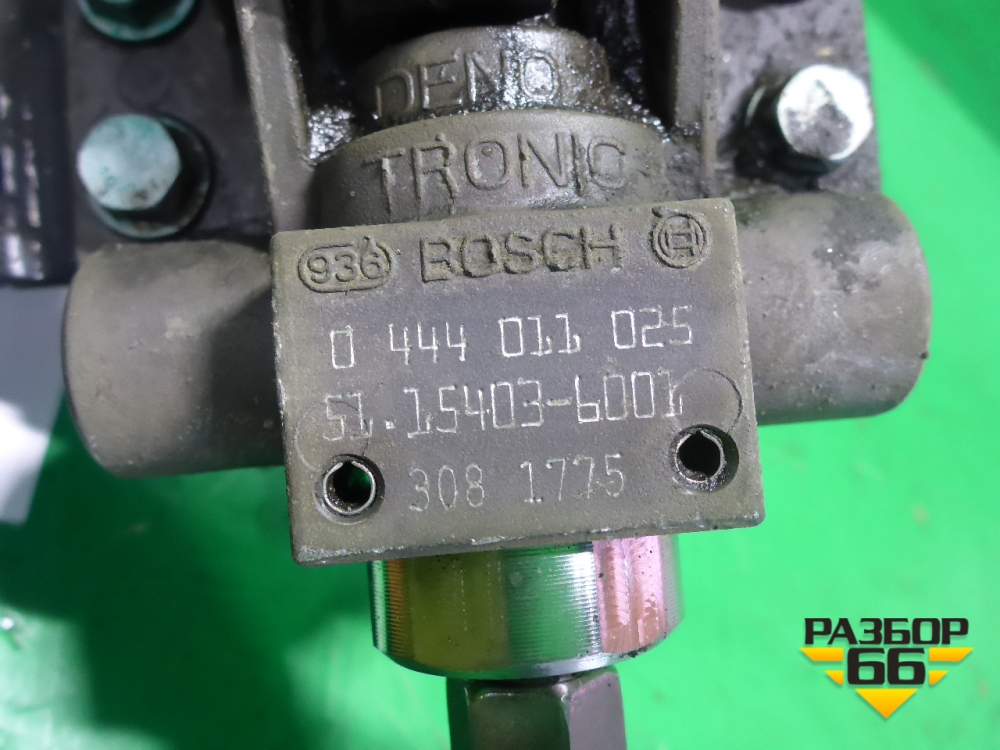 DENO
TRONIC
936 BOSCH H
0 444 011 025
51.15403-6001
308 1775
РАЗБОР
66